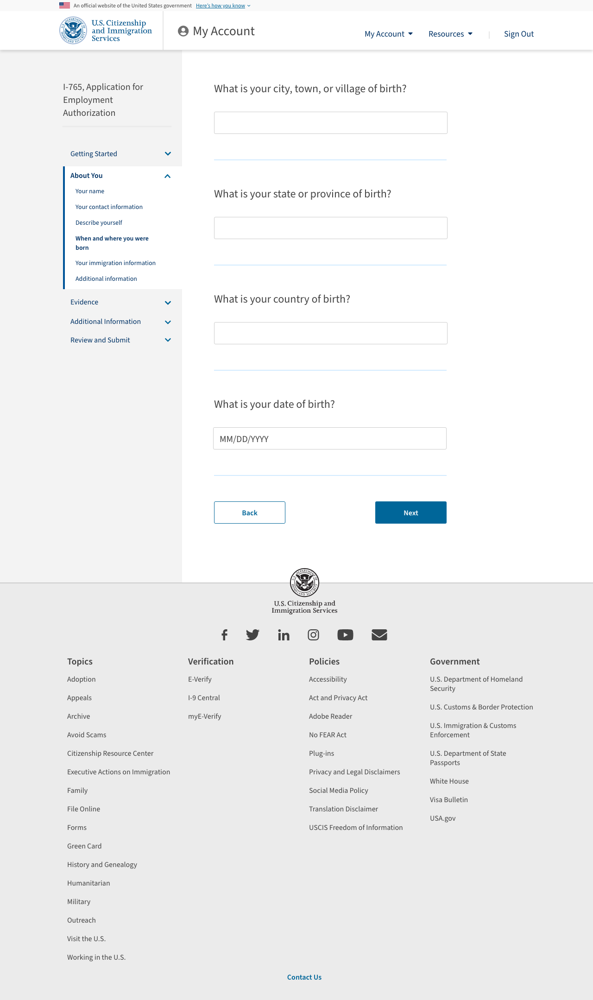 An official website of the United States government Here's how you know
U.S. Citizenship
and Immigration
Services
My Account
My Account
Resources
Sign Out
I-765, Application for
Employment
Authorization
Getting Started
About You
Your name
Your contact information
Describe yourself
When and where you were
born
Your immigration information
Additional information
Evidence
Additional Information
Review and Submit
What is your city, town, or village of birth?
What is your state or province of birth?
What is your country of birth?
What is your date of birth?
MM/DD/YYYY
Back
Next
U.S. DEPARTMENT OF
HOMELAND SECURITY
U.S. Citizenship and
Immigration Services
Topics
Adoption
Appeals
Archive
Avoid Scams
Citizenship Resource Center
Executive Actions on Immigration
Family
File Online
Forms
Green Card
History and Genealogy
Humanitarian
Military
Outreach
Visit the U.S.
Working in the U.S.
Verification
E-Verify
I-9 Central
myE-Verify
Policies
Accessibility
Act and Privacy Act
Adobe Reader
No FEAR Act
Plug-ins
Privacy and Legal Disclaimers
Social Media Policy
Translation Disclaimer
USCIS Freedom of Information
Government
U.S. Department of Homeland
Security
U.S. Customs & Border Protection
U.S. Immigration & Customs
Enforcement
U.S. Department of State
Passports
White House
Visa Bulletin
USA.gov
Contact Us